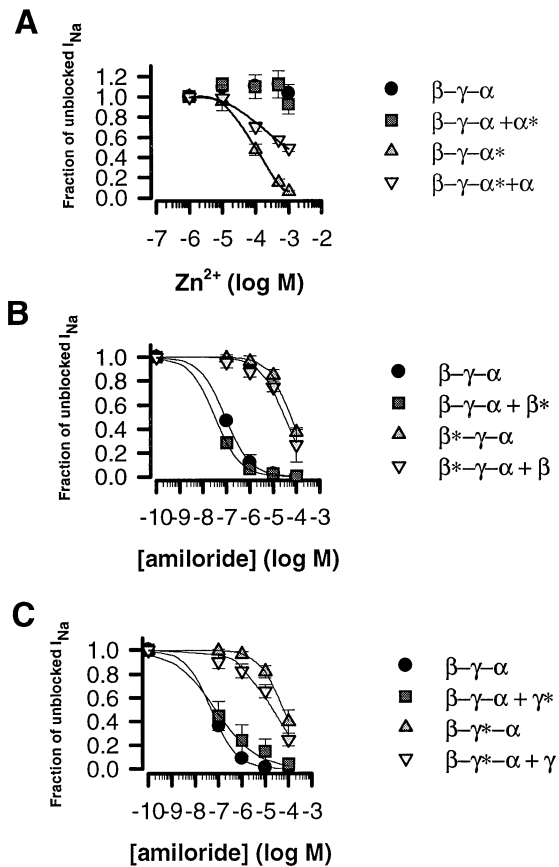 A
Fraction of unblocked I_Na
1.2
1.0
0.8
0.6
0.4
0.2
0.0
-7 -6 -5 -4 -3 -2
Zn²⁺ (log M)
β–γ–α
β–γ–α +α*
β–γ–α*
β–γ–α*+α
B
Fraction of unblocked I_Na
1.0
0.8
0.6
0.4
0.2
0.0
-10 -9 -8 -7 -6 -5 -4 -3
[amiloride] (log M)
β–γ–α
β–γ–α + β*
β*–γ–α
β*–γ–α + β
C
Fraction of unblocked I_Na
1.0
0.8
0.6
0.4
0.2
0.0
-10 -9 -8 -7 -6 -5 -4 -3
[amiloride] (log M)
β–γ–α
β–γ–α + γ*
β–γ*–α
β–γ*–α + γ